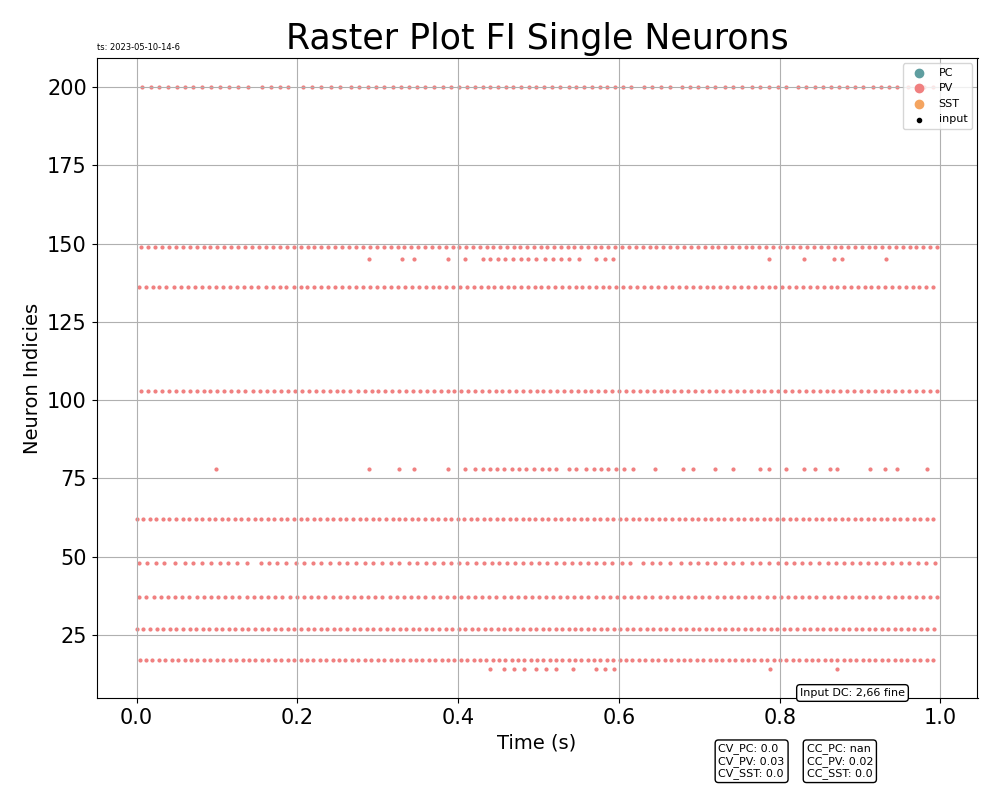 Raster Plot FI Single Neurons
ts: 2023-05-10-14-6
PC
PV
SST
input
200
175
150
125
100
75
50
25
Neuron Indicies
Input DC: 2,66 fine
0.0 0.2 0.4 0.6 0.8 1.0
Time (s)
CV_PC: 0.0
CV_PV: 0.03
CV_SST: 0.0
CC_PC: nan
CC_PV: 0.02
CC_SST: 0.0